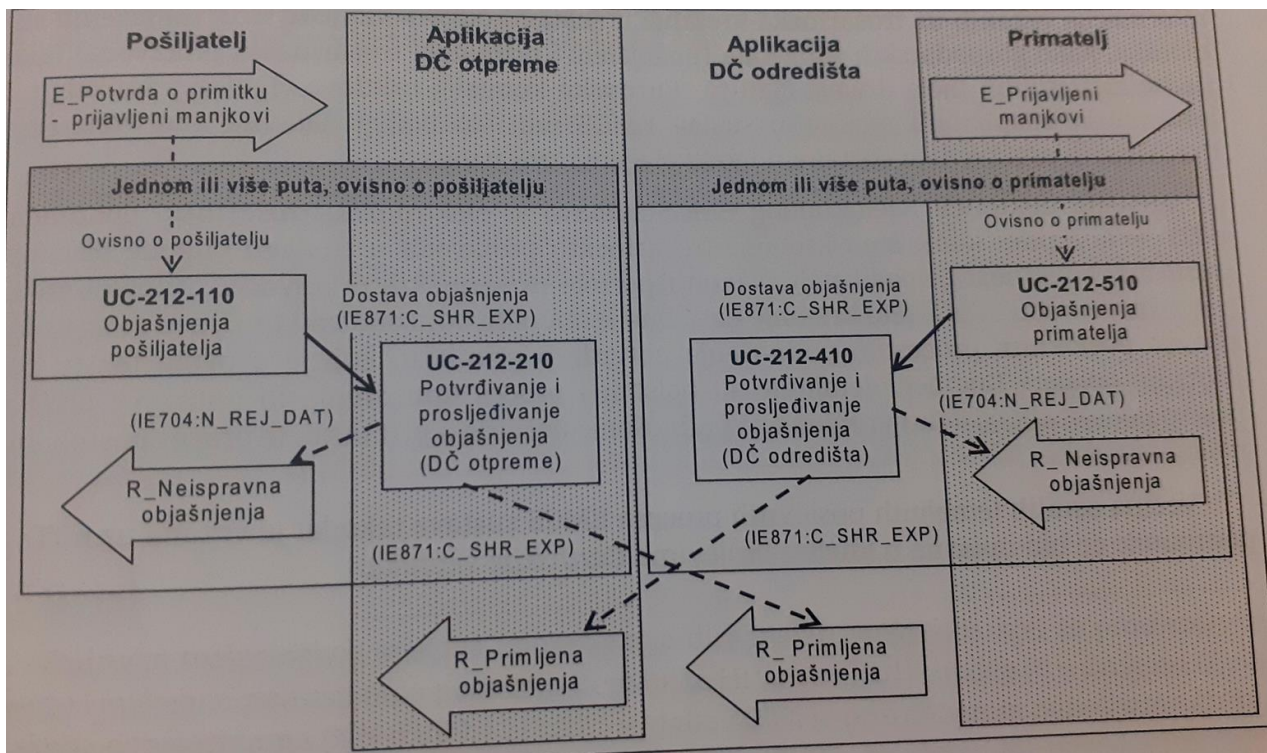 Pošiljatelj
Aplikacija
DČ otpreme
Aplikacija
DČ odredišta
Primatelj
E_Potvrda o primitku
- prijavljeni manjkovi
E_Prijavljeni
manjkovi
Jednom ili više puta, ovisno o pošiljatelju
Jednom ili više puta, ovisno o primatelju
Ovisno o pošiljatelju
Ovisno o primatelju
UC-212-110
Objašnjenja
pošiljatelja
Dostava objašnjenja
(IE871:C_SHR_EXP)
Dostava objašnjenja
(IE871:C_SHR_EXP)
UC-212-510
Objašnjenja
primatelja
UC-212-210
Potvrđivanje i
prosljeđivanje
objašnjenja
(DČ otpreme)
UC-212-410
Potvrđivanje i
prosljeđivanje
objašnjenja
(DČ odredišta)
(IE704:N_REJ_DAT)
(IE704:N_REJ_DAT)
R_Neispravna
objašnjenja
R_ Neispravna
objašnjenja
(IE871:C_SHR_EXP)
(IE871:C_SHR_EXP)
R_Primljena
objašnjenja
R_ Primljena
objašnjenja